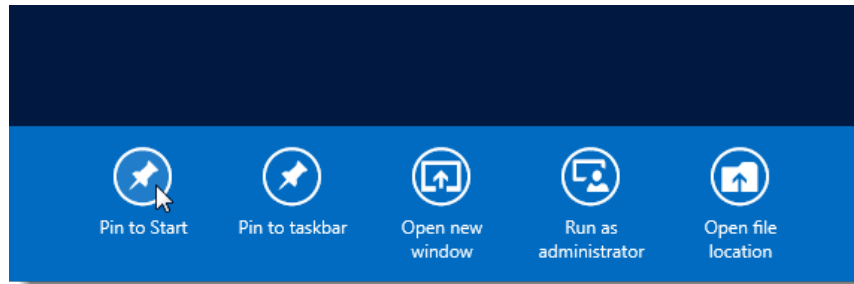 Pin to Start
Pin to taskbar
Open new
window
Run as
administrator
Open file
location